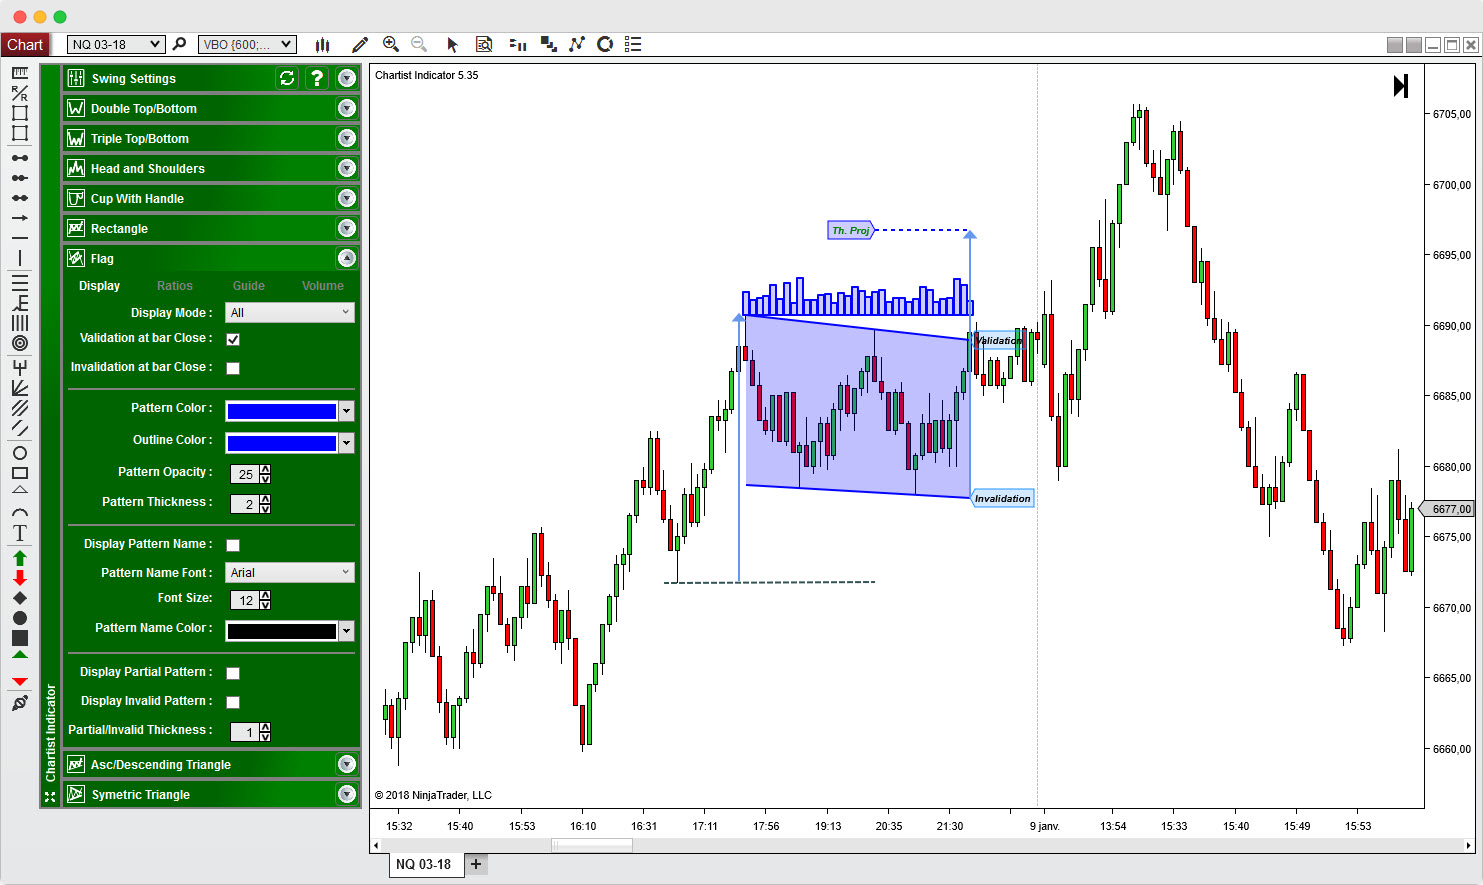 Chart
NQ 03-18
VBO {600;...
Chartist Indicator
Swing Settings
?
Double Top/Bottom
Triple Top/Bottom
Head and Shoulders
Cup With Handle
Rectangle
Flag
Display Ratios Guide Volume
Display Mode : All
Validation at bar Close :
Invalidation at bar Close :
Pattern Color :
Outline Color :
Pattern Opacity : 25
Pattern Thickness : 2
Display Pattern Name :
Pattern Name Font : Arial
Font Size: 12
Pattern Name Color :
Display Partial Pattern :
Display Invalid Pattern :
Partial/Invalid Thickness : 1
Asc/Descending Triangle
Symetric Triangle
R/R
T
Chartist Indicator 5.35
Th. Proj
Validation
Invalidation
6705,00
6700,00
6695,00
6690,00
6685,00
6680,00
6677,00
6675,00
6670,00
6665,00
6660,00
© 2018 NinjaTrader, LLC
15:32 15:40 15:53 16:10 16:31 17:11 17:56 19:13 20:35 21:30 9 janv. 13:54 15:33 15:40 15:49 15:53
NQ 03-18 +